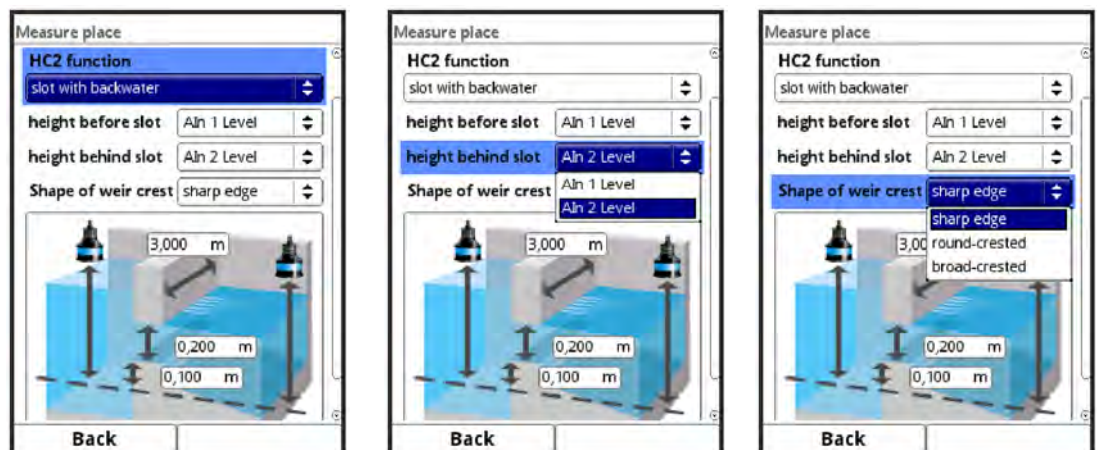 Measure place
HC2 function
slot with backwater
height before slot AIn 1 Level
height behind slot AIn 2 Level
Shape of weir crest sharp edge
3,000 m
0,200 m
0,100 m
Back
Measure place
HC2 function
slot with backwater
height before slot AIn 1 Level
height behind slot AIn 2 Level
AIn 1 Level
AIn 2 Level
Shape of weir crest
3,000 m
0,200 m
0,100 m
Back
Measure place
HC2 function
slot with backwater
height before slot AIn 1 Level
height behind slot AIn 2 Level
Shape of weir crest sharp edge
sharp edge
round-crested
broad-crested
3,00
0,200 m
0,100 m
Back